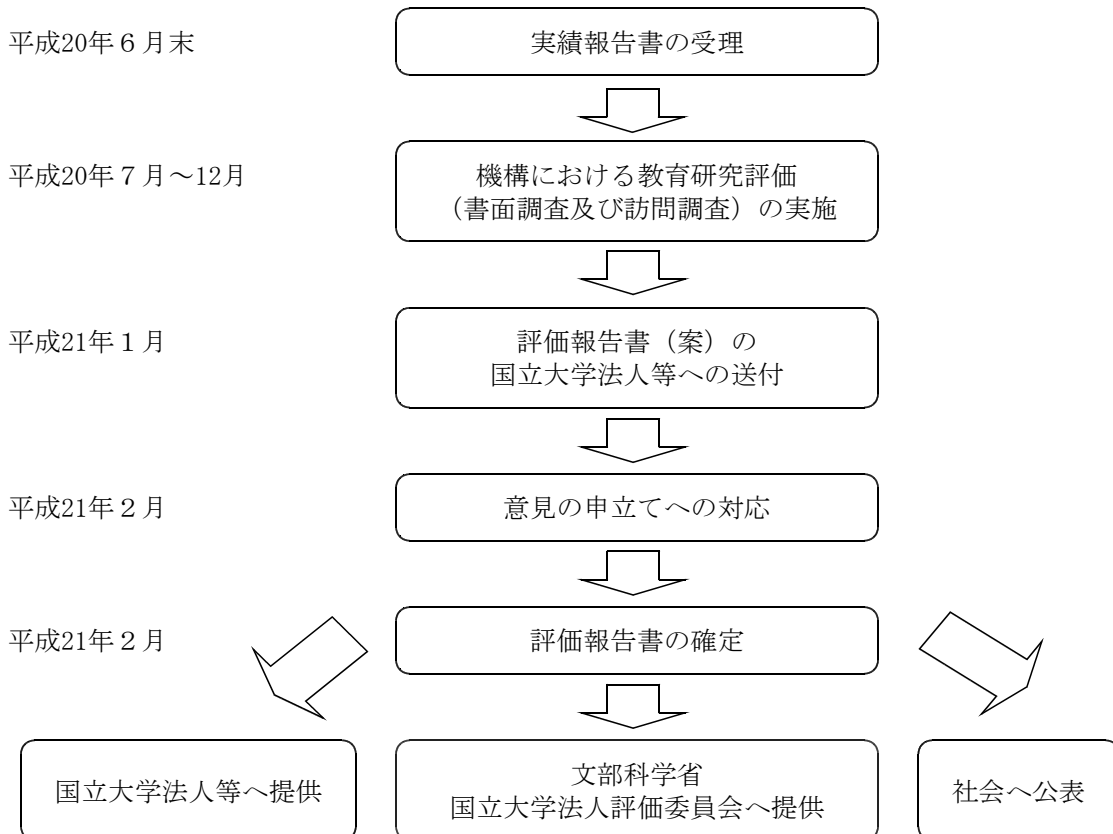 平成20年６月末
実績報告書の受理
平成20年７月～12月
機構における教育研究評価
（書面調査及び訪問調査）の実施
平成21年１月
評価報告書（案）の
国立大学法人等への送付
平成21年２月
意見の申立てへの対応
平成21年２月
評価報告書の確定
国立大学法人等へ提供
文部科学省
国立大学法人評価委員会へ提供
社会へ公表